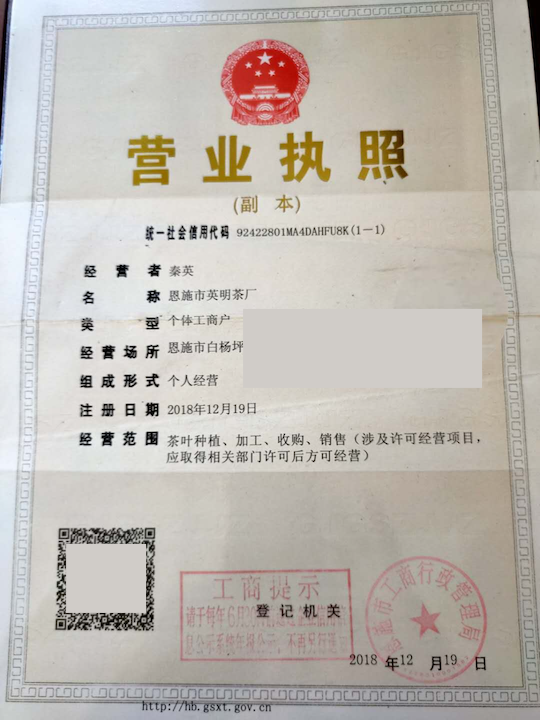 营业执照
(副 本)
统一社会信用代码 92422801MA4DAHFU8K(1-1)
经营者 秦英
名称 恩施市英明茶厂
类型 个体工商户
经营场所 恩施市白杨坪
组成形式 个人经营
注册日期 2018年12月19日
经营范围 茶叶种植、加工、收购、销售(涉及许可经营项目,
应取得相关部门许可后方可经营)
工商提示
请于每年6月
登记机关
息公示系统年报公示,不再另行通
恩施市工商行政管理局
2018 年12 月19 日
http://hb.gsxt.gov.cn